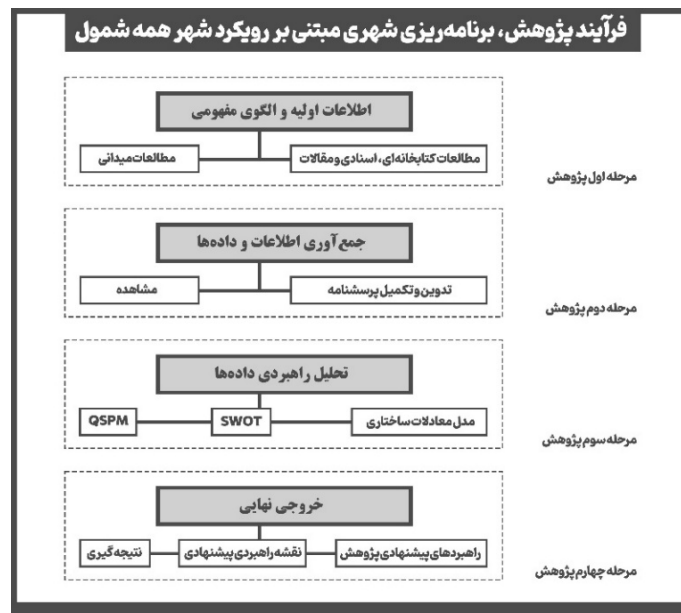 فرآیند پژوهش، برنامه‌ریزی شهری مبتنی بر رویکرد شهر همه شمول
اطلاعات اولیه و الگوی مفهومی
مطالعات کتابخانه‌ای، اسنادی و مقالات
مطالعات میدانی
مرحله اول پژوهش
جمع‌آوری اطلاعات و داده‌ها
تدوین و تکمیل پرسشنامه
مشاهده
مرحله دوم پژوهش
تحلیل راهبردی داده‌ها
مدل معادلات ساختاری
SWOT
QSPM
مرحله سوم پژوهش
خروجی نهایی
راهبردهای پیشنهادی پژوهش
نقشه راهبردی پیشنهادی
نتیجه گیری
مرحله چهارم پژوهش